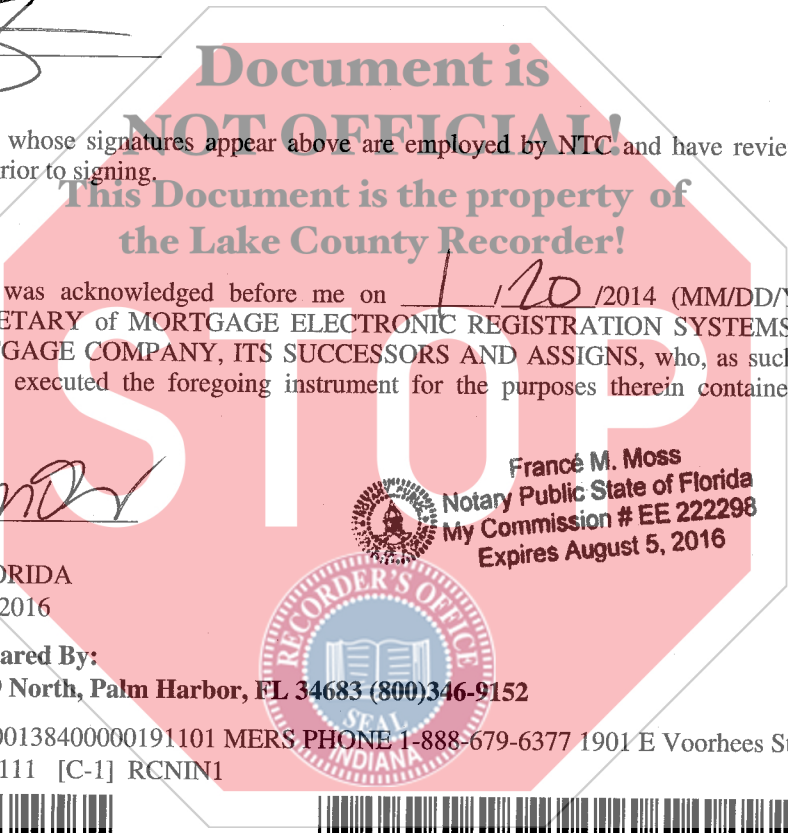 Document is
NOT OFFICIAL!
whose signatures appear above are employed by NTC and have revie
rior to signing.
This Document is the property of
the Lake County Recorder!
was acknowledged before me on 1/20/2014 (MM/DD/Y
ETARY of MORTGAGE ELECTRONIC REGISTRATION SYSTEMS
GAGE COMPANY, ITS SUCCESSORS AND ASSIGNS, who, as such
executed the foregoing instrument for the purposes therein containe
STOP
Francé M. Moss
Notary Public State of Florida
My Commission # EE 222298
Expires August 5, 2016
ORIDA
2016
RECORDER'S OFFICE
SEAL
INDIANA
ared By:
North, Palm Harbor, FL 34683 (800)346-9152
00138400000191101 MERS PHONE 1-888-679-6377 1901 E Voorhees St
111 [C-1] RCNIN1